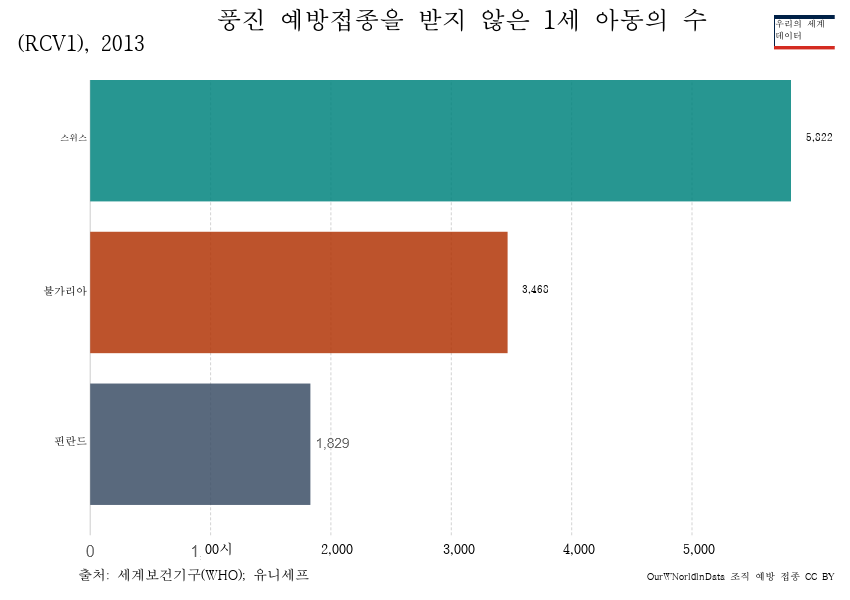 풍진 예방접종을 받지 않은 1세 아동의 수
(RCV1), 2013
우리의 세계
데이터
스위스
5,822
불가리아
3,468
핀란드
1,829
0
1. 00시
2,000
3,000
4,000
5,000
출처: 세계보건기구(WHO); 유니세프
OurWNorldInData 조직 예방 접종 CC BY